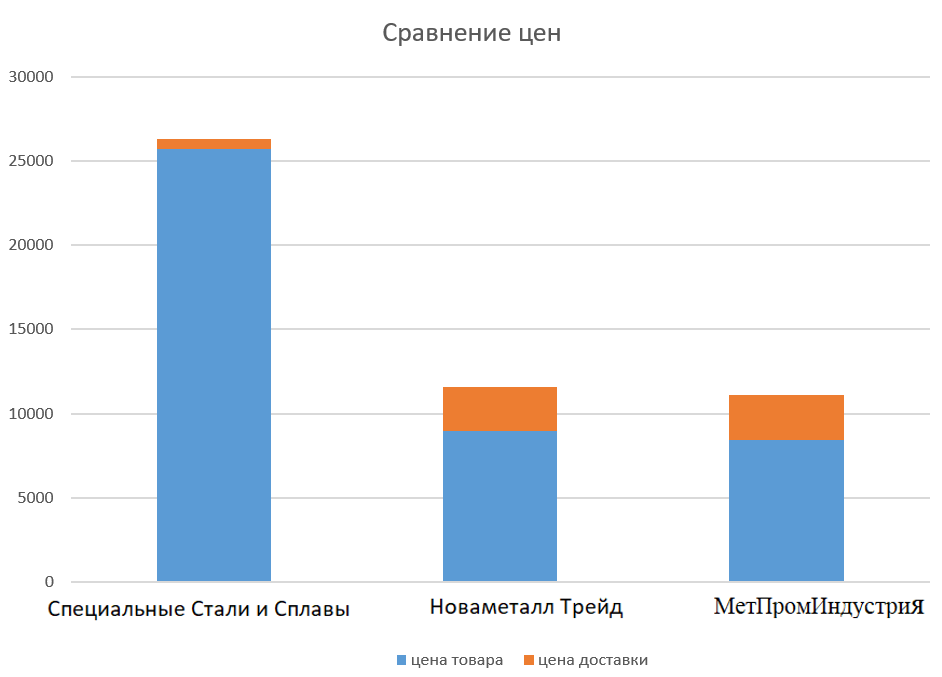 Сравнение цен
30000
25000
20000
15000
10000
5000
0
Специальные Стали и Сплавы
Новаметалл Трейд
МетПромИндустрия
цена товара
цена доставки